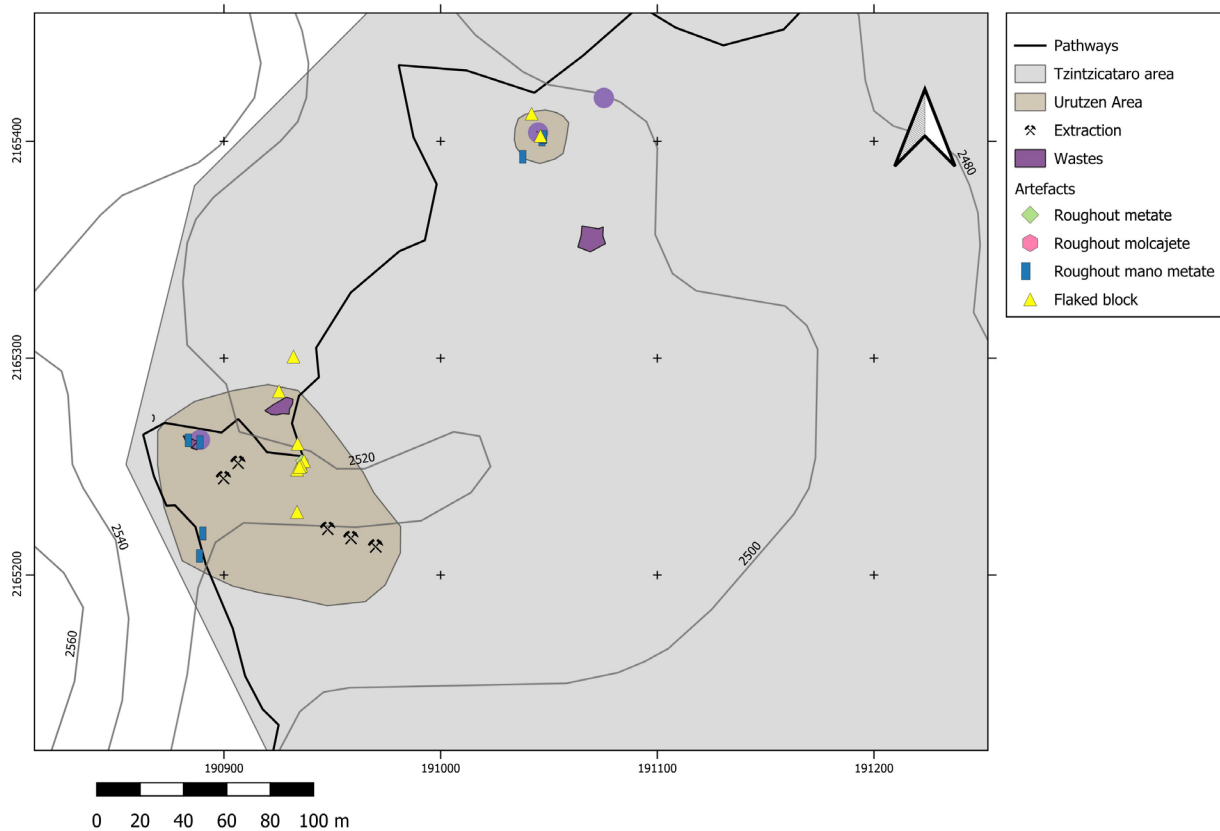 Pathways
Tzintzicataro area
Urutzen Area
Extraction
Wastes
Artefacts
Roughout metate
Roughout molcajete
Roughout mano metate
Flaked block
2165400
2165300
2165200
2480
2520
2500
2540
2560
190900
191000
191100
191200
0 20 40 60 80 100 m